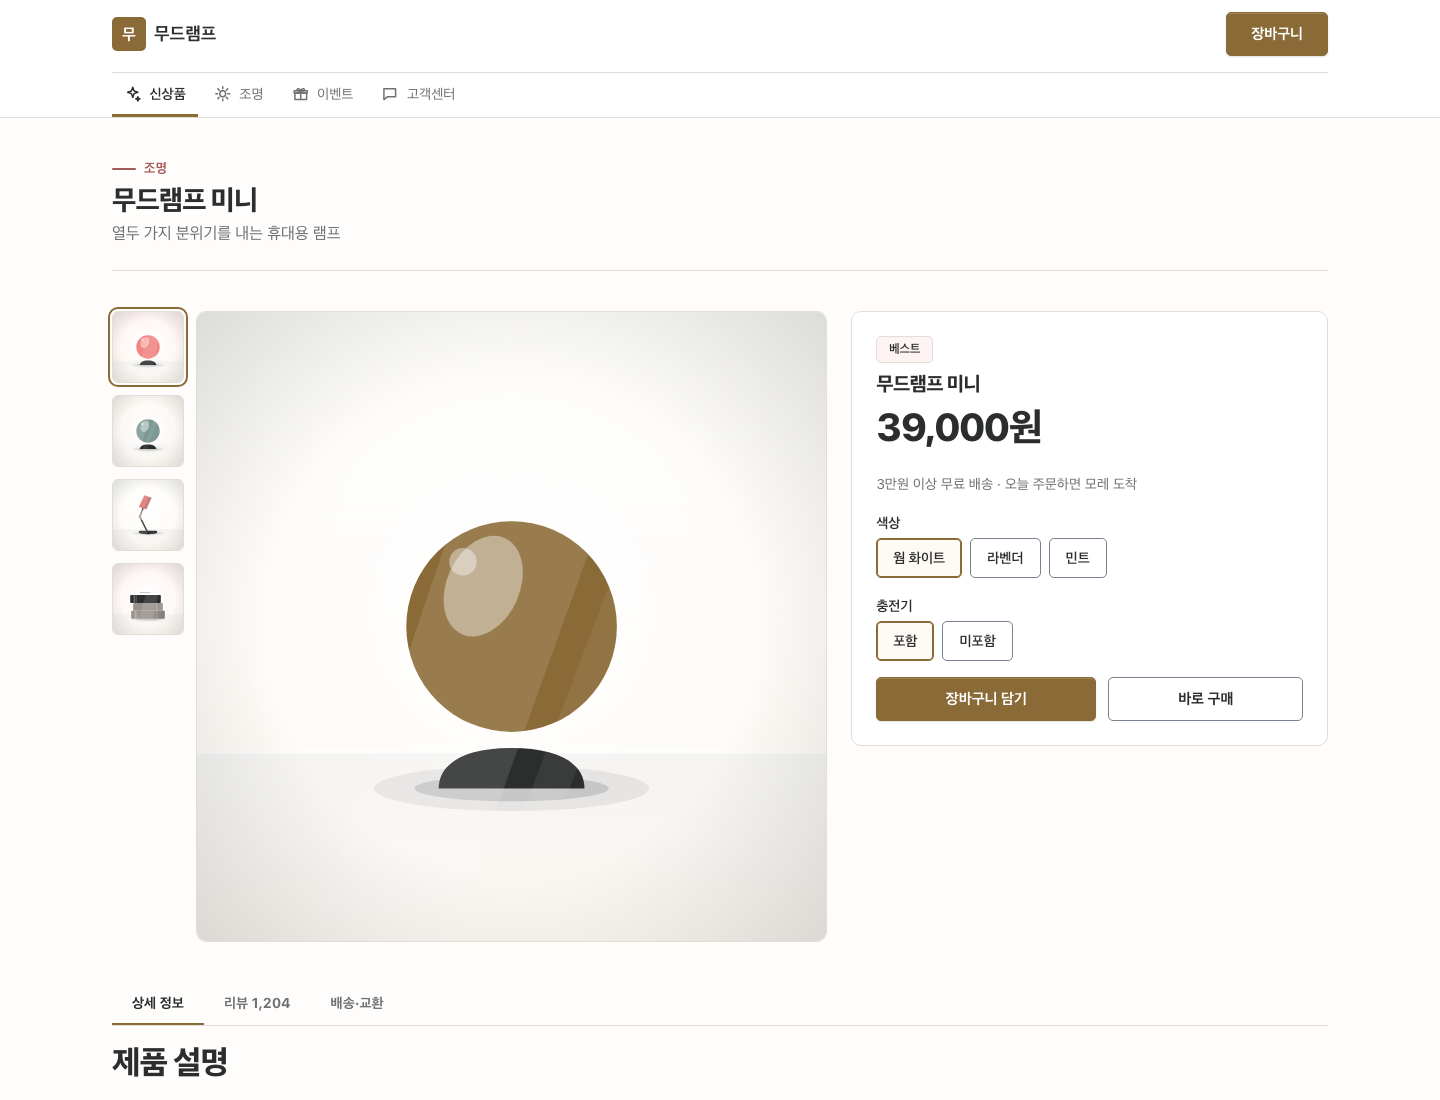 무 무드램프
장바구니
신상품 조명 이벤트 고객센터
조명
무드램프 미니
열두 가지 분위기를 내는 휴대용 램프
베스트
무드램프 미니
39,000원
3만원 이상 무료 배송 · 오늘 주문하면 모레 도착
색상
웜 화이트 라벤더 민트
충전기
포함 미포함
장바구니 담기 바로 구매
상세 정보 리뷰 1,204 배송·교환
제품 설명